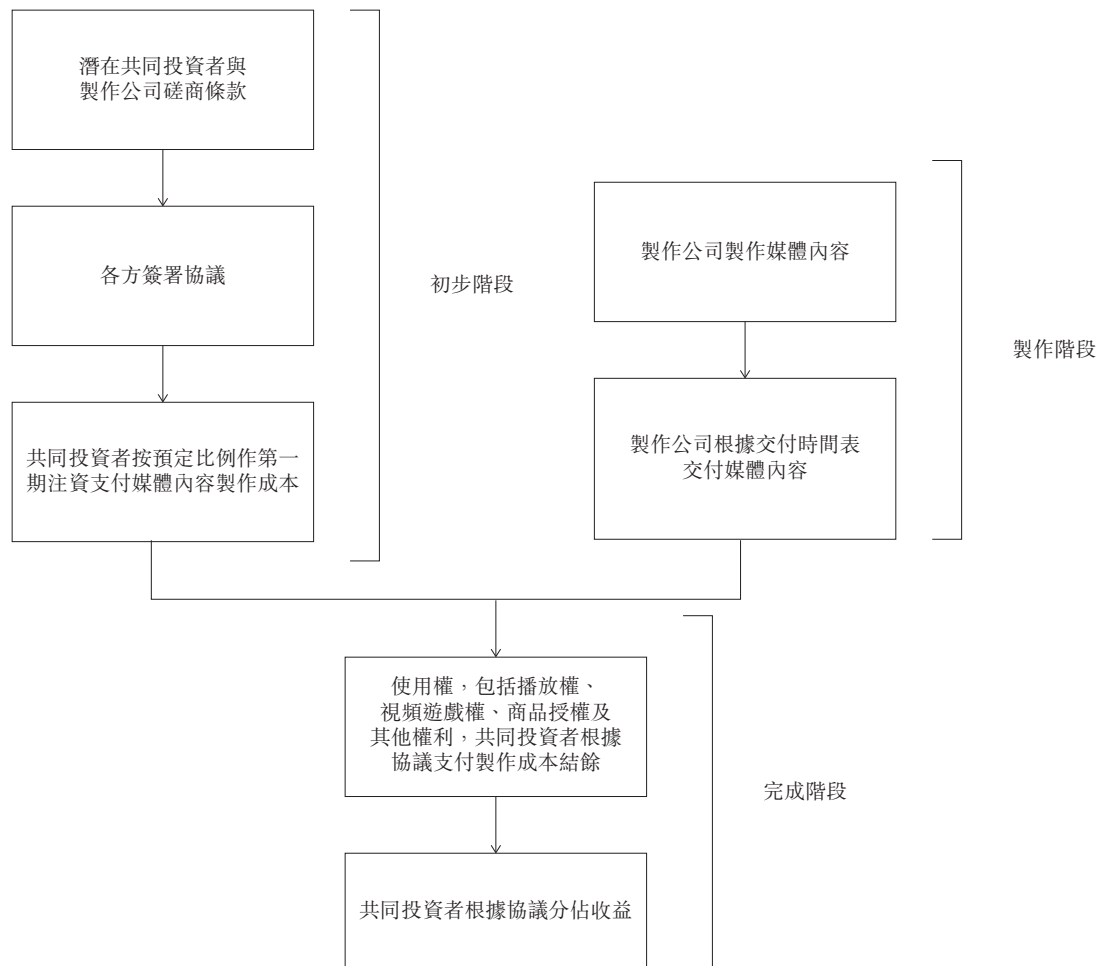 潛在共同投資者與
製作公司磋商條款
各方簽署協議
共同投資者按預定比例作第一
期注資支付媒體內容製作成本
初步階段
製作公司製作媒體內容
製作公司根據交付時間表
交付媒體內容
製作階段
使用權，包括播放權、
視頻遊戲權、商品授權及
其他權利，共同投資者根據
協議支付製作成本結餘
共同投資者根據協議分佔收益
完成階段